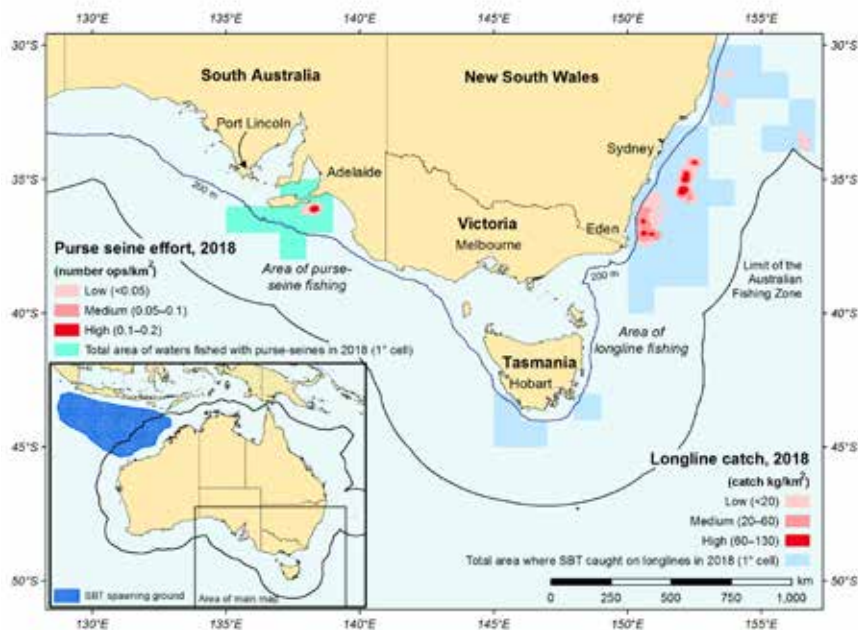 130°E 135°E 140°E 145°E 150°E 155°E
30°S 30°S
South Australia New South Wales
Port Lincoln
Sydney
200 m Adelaide
35°S 35°S
Purse seine effort, 2018
(number ops/km²)
Low (<0.05)
Medium (0.05–0.1)
High (0.1–0.2)
Total area of waters fished with purse-seines in 2018 (1° cell)
Area of purse-
seine fishing
Victoria
Melbourne
Eden
200 m
Limit of the
Australian
Fishing Zone
40°S 40°S
Area of
longline fishing
Tasmania
Hobart
45°S 45°S
Longline catch, 2018
(catch kg/km²)
Low (<20)
Medium (20–60)
High (60–130)
Total area where SBT caught on longlines in 2018 (1° cell)
SBT spawning ground
Area of main map
50°S 50°S
km
0 250 500 750 1,000
130°E 135°E 140°E 145°E 150°E 155°E